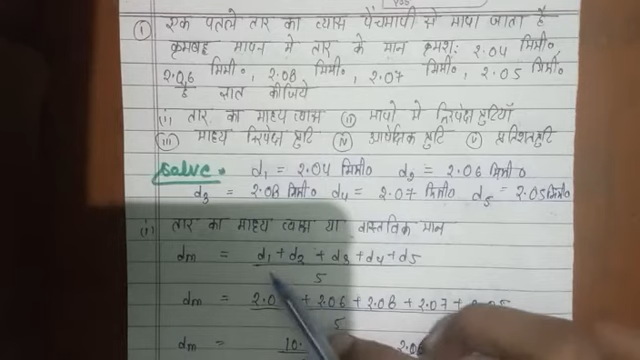 ① एक पतले तार का व्यास पेंचमापी से मापा जाता है
क्रमबद्ध मापन मे तार के मान क्रमशः 2.04 मिमी०
2.06 मिमी०, 2.08 मिमी०, 2.07 मिमी०, 2.05 मिमी०
है ज्ञात कीजिये
(i) तार का माध्य व्यास (ii) मापो मे निरपेक्ष त्रुटियाँ
(iii) माध्य निरपेक्ष त्रुटि (iv) आपेक्षिक त्रुटि (v) प्रतिशत त्रुटि
Solve. d₁ = 2.04 मिमी० d₂ = 2.06 मिमी०
d₃ = 2.08 मिमी० d₄ = 2.07 मिमी० d₅ = 2.05 मिमी०
(i) तार का माध्य व्यास या वास्तविक मान
dm = d₁ + d₂ + d₃ + d₄ + d₅
5
dm = + 2.06 + 2.08 + 2.07 +
5
dm = 10.